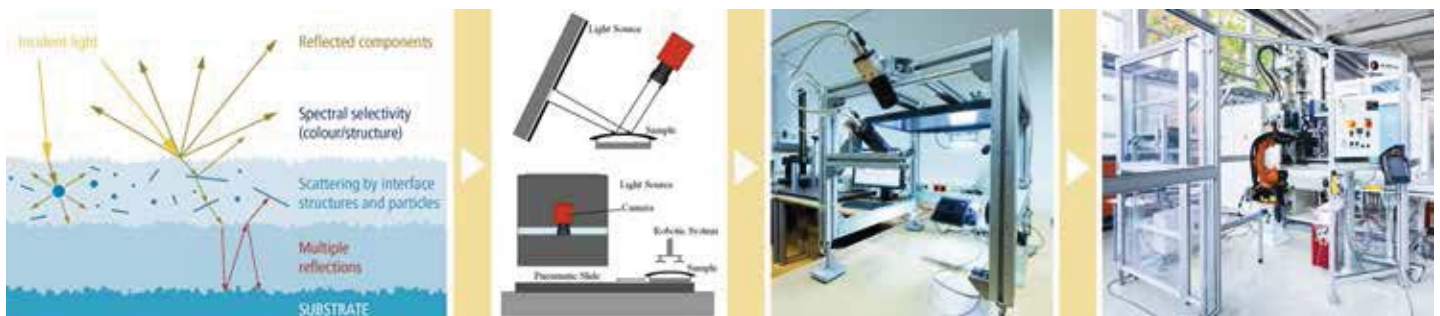 Incident light
Reflected components
Spectral selectivity
(colour/structure)
Scattering by interface
structures and particles
Multiple
reflections
SUBSTRATE
Light Source
Sample
Light Source
Camera
Robotic System
Sample
Pneumatic Slide